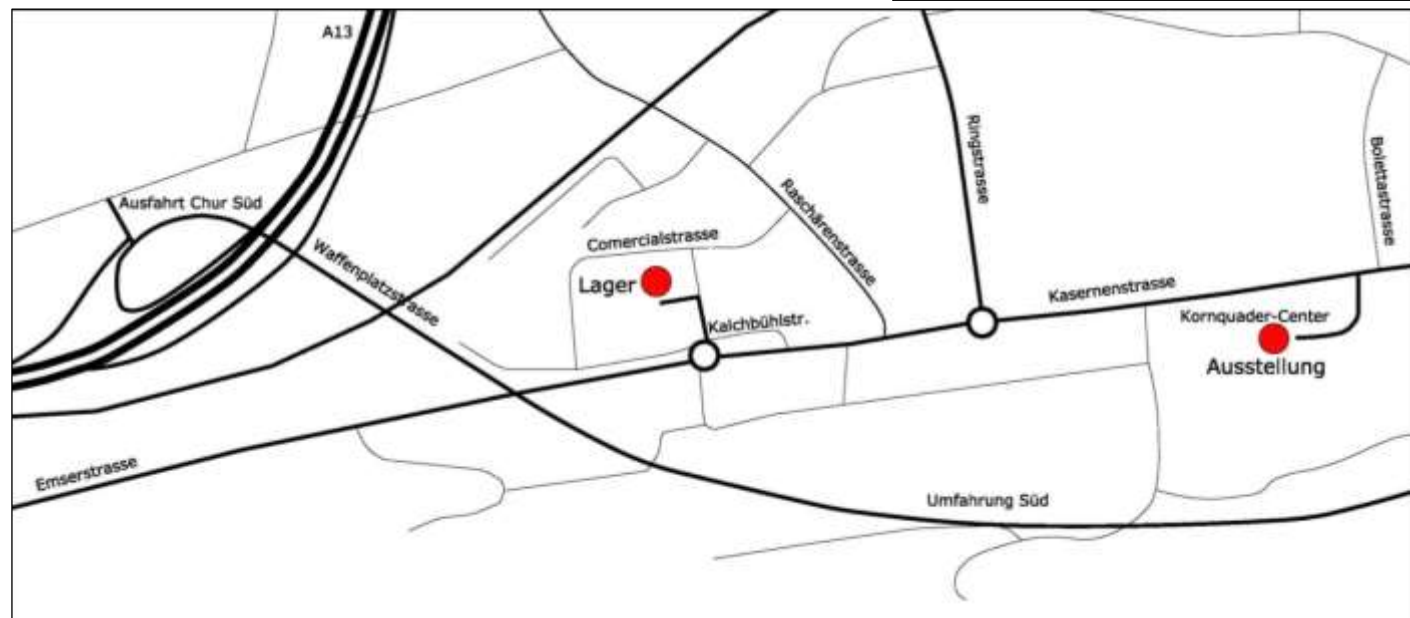 A13
Ausfahrt Chur Süd
Waffenplatzstrasse
Comercialstrasse
Raschärenstrasse
Ringstrasse
Bolettastrasse
Lager
Kalchbühlstr.
Kasernenstrasse
Kornquader-Center
Ausstellung
Emserstrasse
Umfahrung Süd